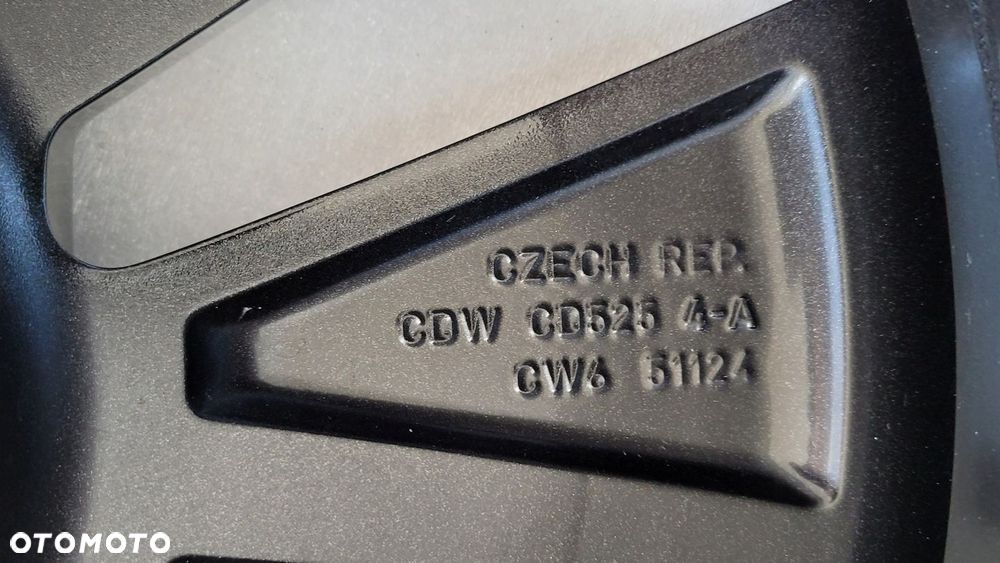 CZECH REP.
CDW CD525 4-A
CW6 51124
OTOMOTO